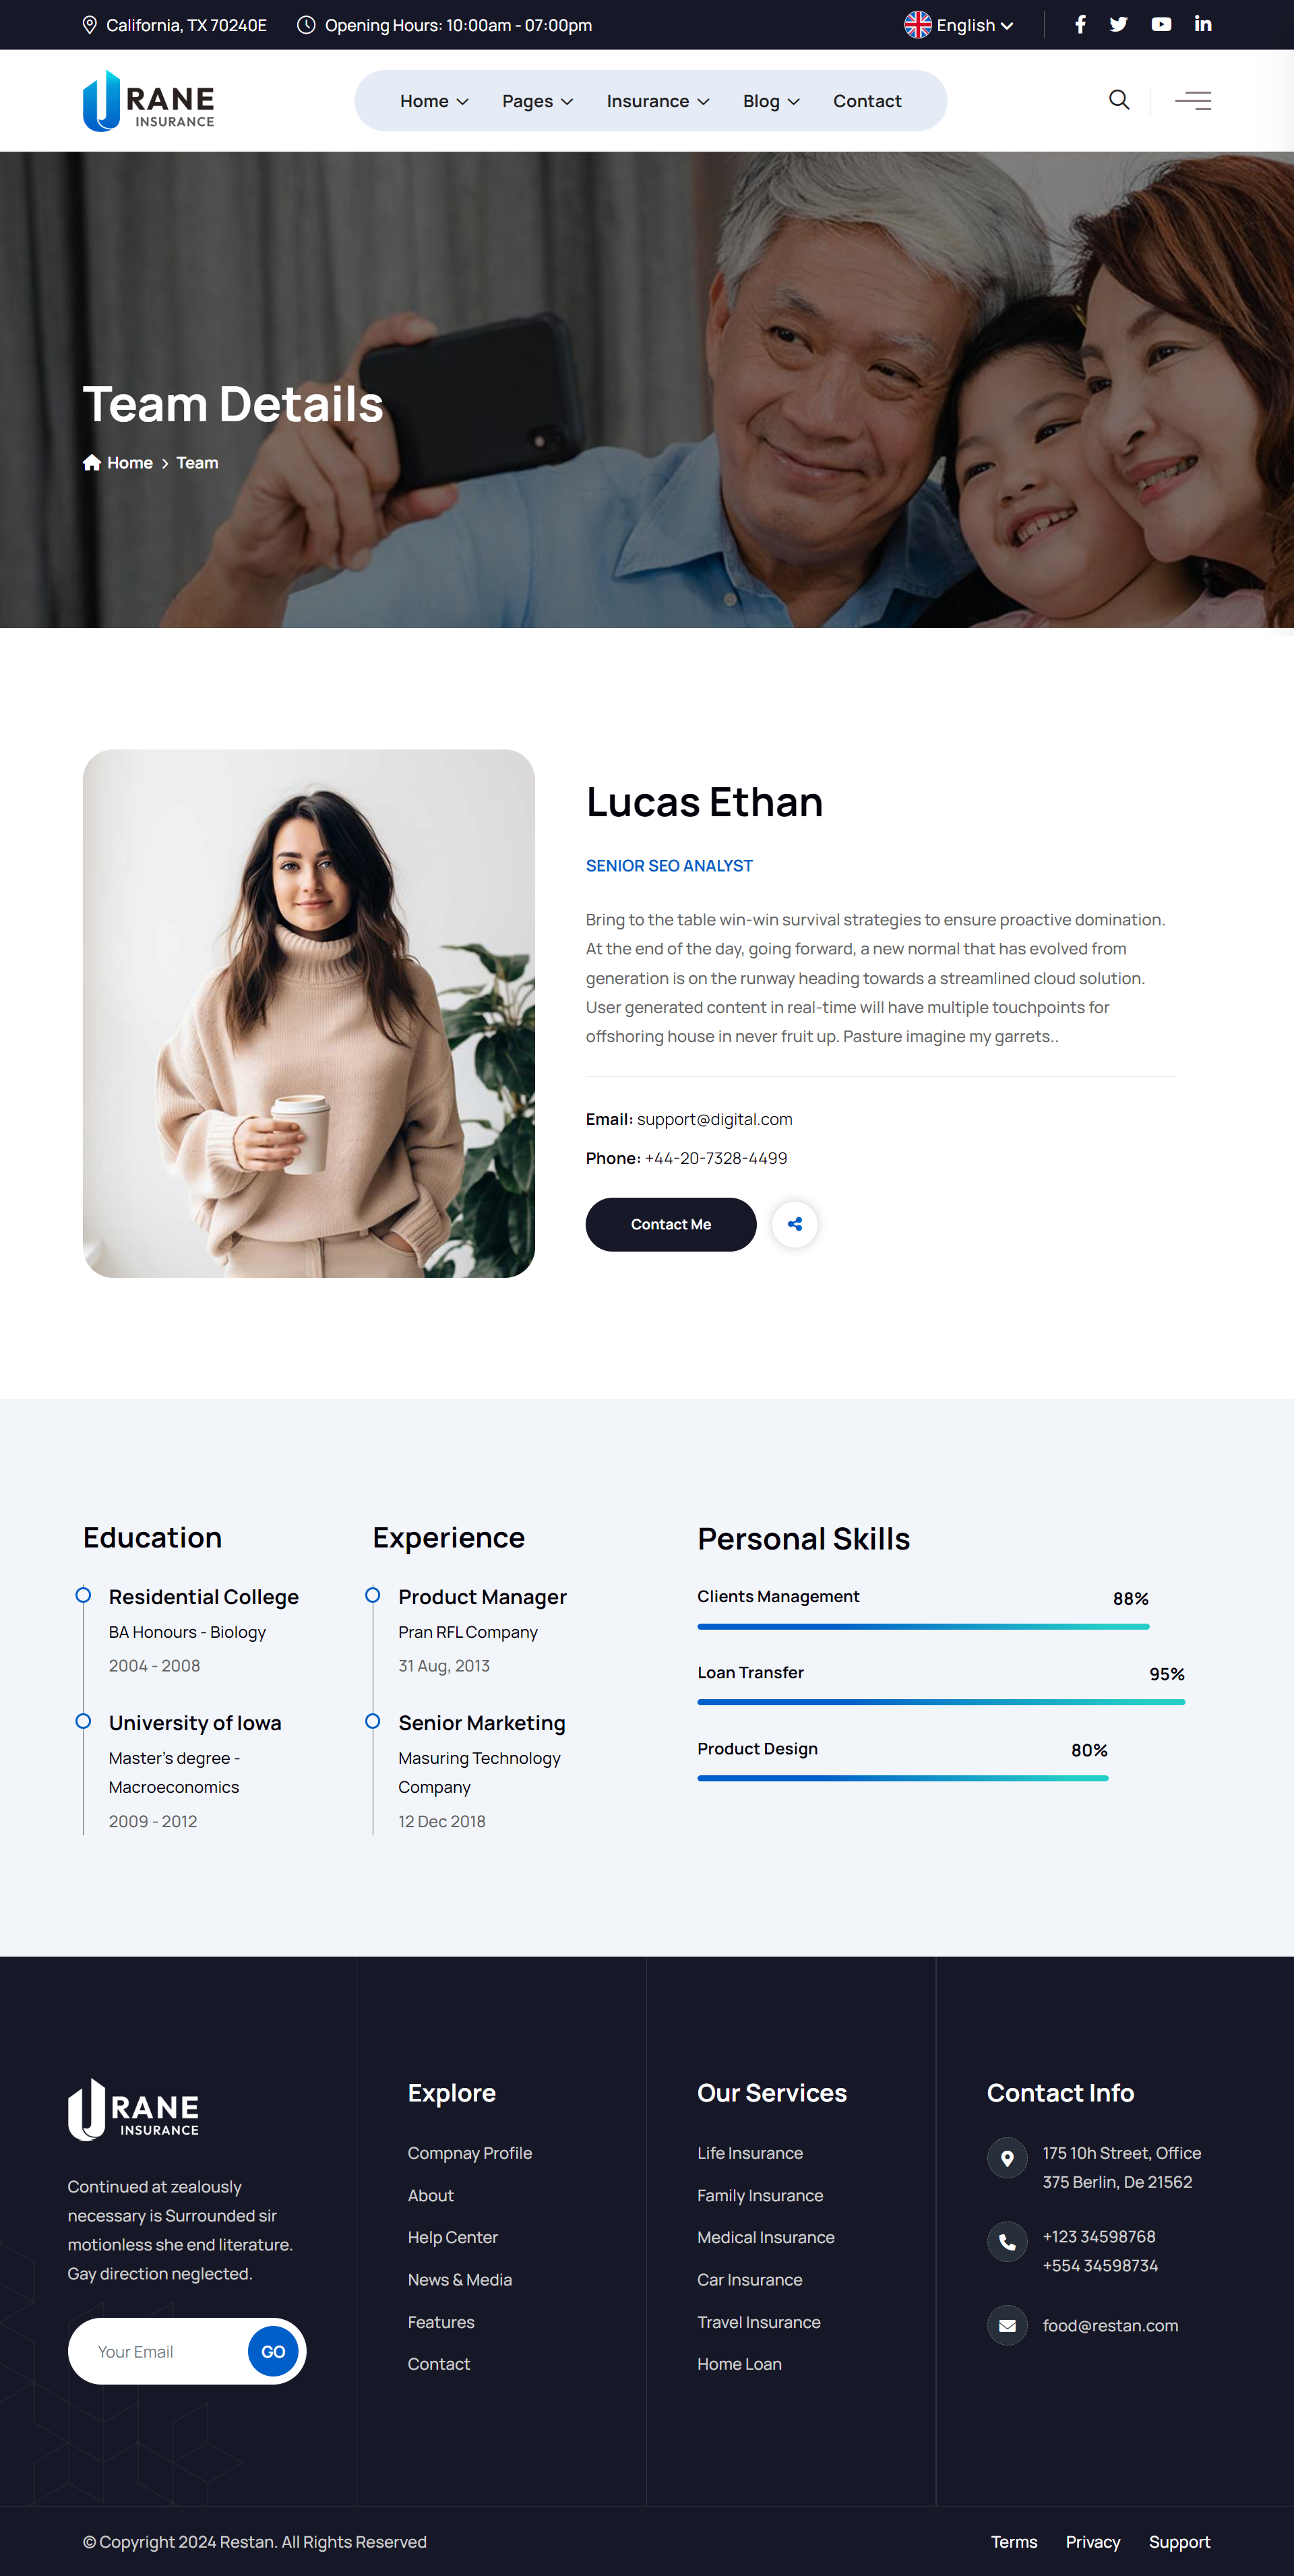 California, TX 70240E
Opening Hours: 10:00am - 07:00pm
English
RANE
INSURANCE
Home
Pages
Insurance
Blog
Contact
Team Details
Home
Team
Lucas Ethan
SENIOR SEO ANALYST
Bring to the table win-win survival strategies to ensure proactive domination.
At the end of the day, going forward, a new normal that has evolved from
generation is on the runway heading towards a streamlined cloud solution.
User generated content in real-time will have multiple touchpoints for
offshoring house in never fruit up. Pasture imagine my garrets..
Email: support@digital.com
Phone: +44-20-7328-4499
Contact Me
Education
Residential College
BA Honours - Biology
2004 - 2008
University of Iowa
Master's degree -
Macroeconomics
2009 - 2012
Experience
Product Manager
Pran RFL Company
31 Aug, 2013
Senior Marketing
Masuring Technology
Company
12 Dec 2018
Personal Skills
Clients Management 88%
Loan Transfer 95%
Product Design 80%
RANE
INSURANCE
Continued at zealously
necessary is Surrounded sir
motionless she end literature.
Gay direction neglected.
Your Email
GO
Explore
Compnay Profile
About
Help Center
News & Media
Features
Contact
Our Services
Life Insurance
Family Insurance
Medical Insurance
Car Insurance
Travel Insurance
Home Loan
Contact Info
175 10h Street, Office
375 Berlin, De 21562
+123 34598768
+554 34598734
food@restan.com
© Copyright 2024 Restan. All Rights Reserved
Terms
Privacy
Support